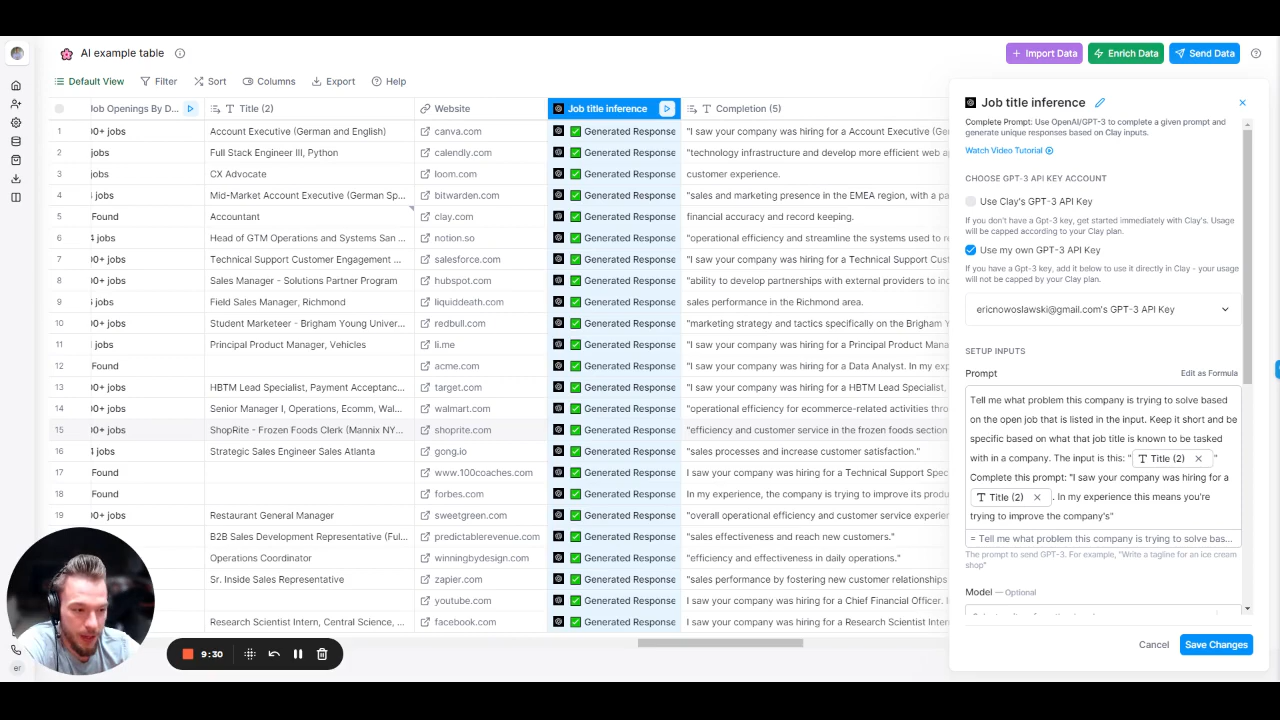 AI example table
Import Data
Enrich Data
Send Data
Default View
Filter
Sort
Columns
Export
Help
Job Openings By D... Title (2) Website Job title inference Completion (5)
1 00+ jobs Account Executive (German and English) canva.com Generated Response "I saw your company was hiring for a Account Executive (Ge
2 jobs Full Stack Engineer III, Python calendly.com Generated Response "technology infrastructure and develop more efficient web a
3 jobs CX Advocate loom.com Generated Response customer experience.
4 4 jobs Mid-Market Account Executive (German Sp... bitwarden.com Generated Response "sales and marketing presence in the EMEA region, with a pa
5 Found Accountant clay.com Generated Response financial accuracy and record keeping.
6 4 jobs Head of GTM Operations and Systems San ... notion.so Generated Response "operational efficiency and streamline the systems used to r
7 00+ jobs Technical Support Customer Engagement ... salesforce.com Generated Response "I saw your company was hiring for a Technical Support Cust
8 00+ jobs Sales Manager - Solutions Partner Program hubspot.com Generated Response "ability to develop partnerships with external providers to inc
9 jobs Field Sales Manager, Richmond liquiddeath.com Generated Response sales performance in the Richmond area.
10 00+ jobs Student Marketeer - Brigham Young Univer... redbull.com Generated Response "marketing strategy and tactics specifically on the Brigham Y
11 jobs Principal Product Manager, Vehicles li.me Generated Response "I saw your company was hiring for a Principal Product Mana
12 Found acme.com Generated Response "I saw your company was hiring for a Data Analyst. In my exp
13 00+ jobs HBTM Lead Specialist, Payment Acceptanc... target.com Generated Response "I saw your company was hiring for a HBTM Lead Specialist,
14 00+ jobs Senior Manager I, Operations, Ecomm, Wal... walmart.com Generated Response "operational efficiency for ecommerce-related activities thro
15 00+ jobs ShopRite - Frozen Foods Clerk (Mannix NY... shoprite.com Generated Response "efficiency and customer service in the frozen foods section
16 4 jobs Strategic Sales Engineer Sales Atlanta gong.io Generated Response "sales processes and increase customer satisfaction."
17 Found www.100coaches.com Generated Response I saw your company was hiring for a Technical Support Spec
18 Found forbes.com Generated Response In my experience, the company is trying to improve its produ
19 00+ jobs Restaurant General Manager sweetgreen.com Generated Response "overall operational efficiency and customer service experien
B2B Sales Development Representative (Ful... predictablerevenue.com Generated Response "sales effectiveness and reach new customers."
Operations Coordinator winningbydesign.com Generated Response "efficiency and effectiveness in daily operations."
Sr. Inside Sales Representative zapier.com Generated Response "sales performance by fostering new customer relationships
youtube.com Generated Response I saw your company was hiring for a Chief Financial Officer. I
Research Scientist Intern, Central Science, ... facebook.com Generated Response I saw your company was hiring for a Research Scientist Inten
9:30
er
Job title inference
Complete Prompt: Use OpenAI/GPT-3 to complete a given prompt and
generate unique responses based on Clay inputs.
Watch Video Tutorial
CHOOSE GPT-3 API KEY ACCOUNT
Use Clay's GPT-3 API Key
If you don't have a Gpt-3 key, get started immediately with Clay's. Usage
will be capped according to your Clay plan.
Use my own GPT-3 API Key
If you have a Gpt-3 key, add it below to use it directly in Clay - your usage
will not be capped by your Clay plan.
ericnowoslawski@gmail.com's GPT-3 API Key
SETUP INPUTS
Prompt Edit as Formula
Tell me what problem this company is trying to solve based
on the open job that is listed in the input. Keep it short and be
specific based on what that job title is known to be tasked
with in a company. The input is this: " Title (2) "
Complete this prompt: "I saw your company was hiring for a
Title (2) . In my experience this means you're
trying to improve the company's"
= Tell me what problem this company is trying to solve bas...
The prompt to send GPT-3. For example, "Write a tagline for an ice cream
shop"
Model — Optional
Cancel
Save Changes